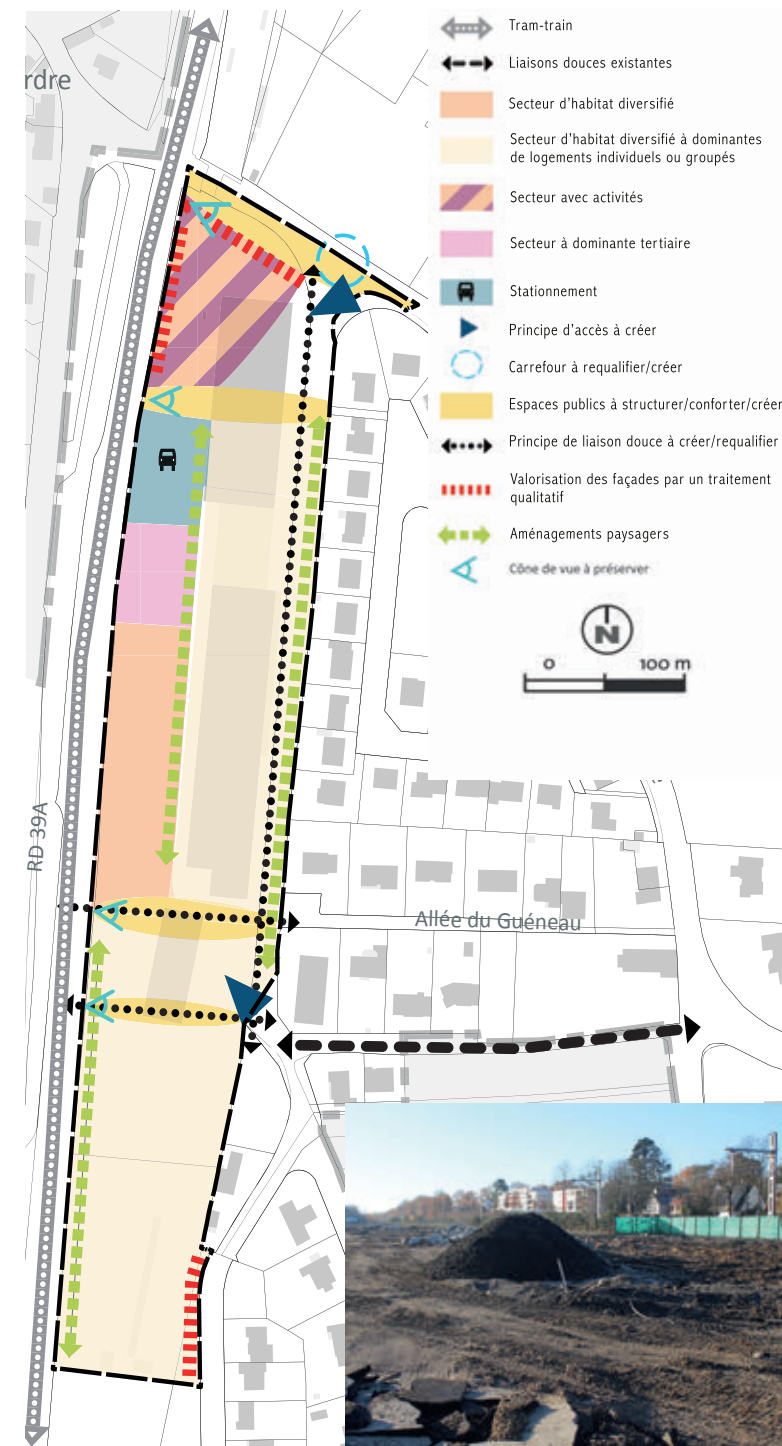 rdre
RD 39A
Allée du Guéneau
Tram-train
Liaisons douces existantes
Secteur d'habitat diversifié
Secteur d'habitat diversifié à dominantes
de logements individuels ou groupés
Secteur avec activités
Secteur à dominante tertiaire
Stationnement
Principe d'accès à créer
Carrefour à requalifier/créer
Espaces publics à structurer/conforter/créer
Principe de liaison douce à créer/requalifier
Valorisation des façades par un traitement
qualitatif
Aménagements paysagers
Cône de vue à préserver
N
0 100 m